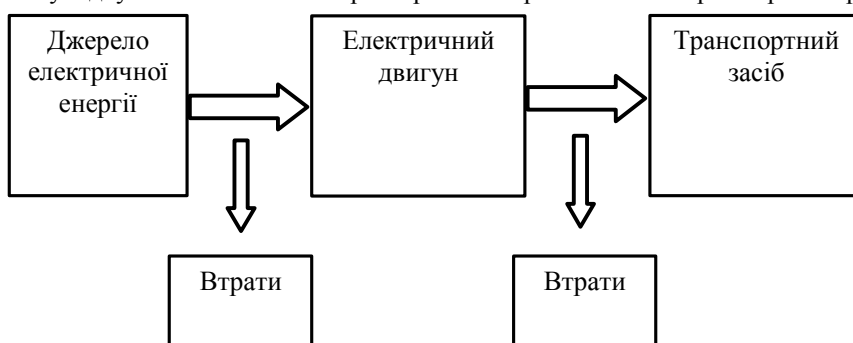 Джерело
електричної
енергії
Електричний
двигун
Транспортний
засіб
Втрати
Втрати